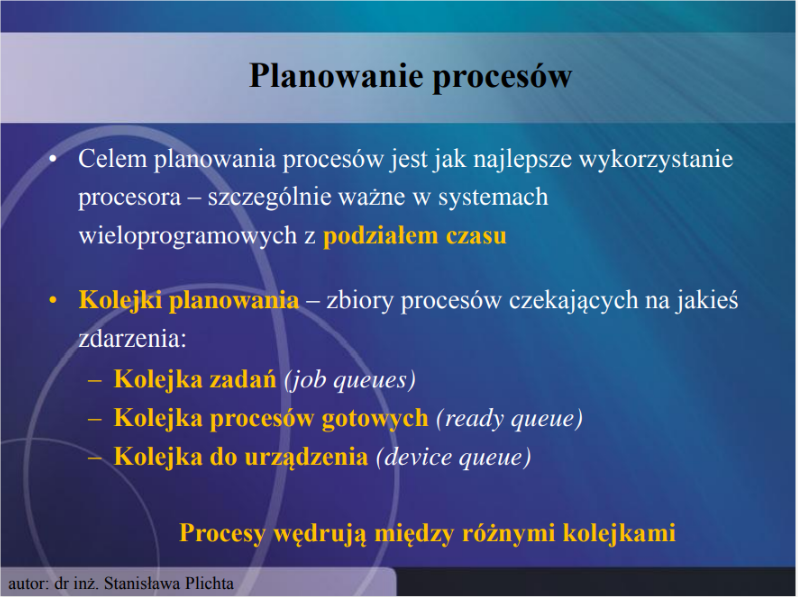 Planowanie procesów
• Celem planowania procesów jest jak najlepsze wykorzystanie
procesora – szczególnie ważne w systemach
wieloprogramowych z podziałem czasu
• Kolejki planowania – zbiory procesów czekających na jakieś
zdarzenia:
– Kolejka zadań (job queues)
– Kolejka procesów gotowych (ready queue)
– Kolejka do urządzenia (device queue)
Procesy wędrują między różnymi kolejkami
autor: dr inż. Stanisława Plichta